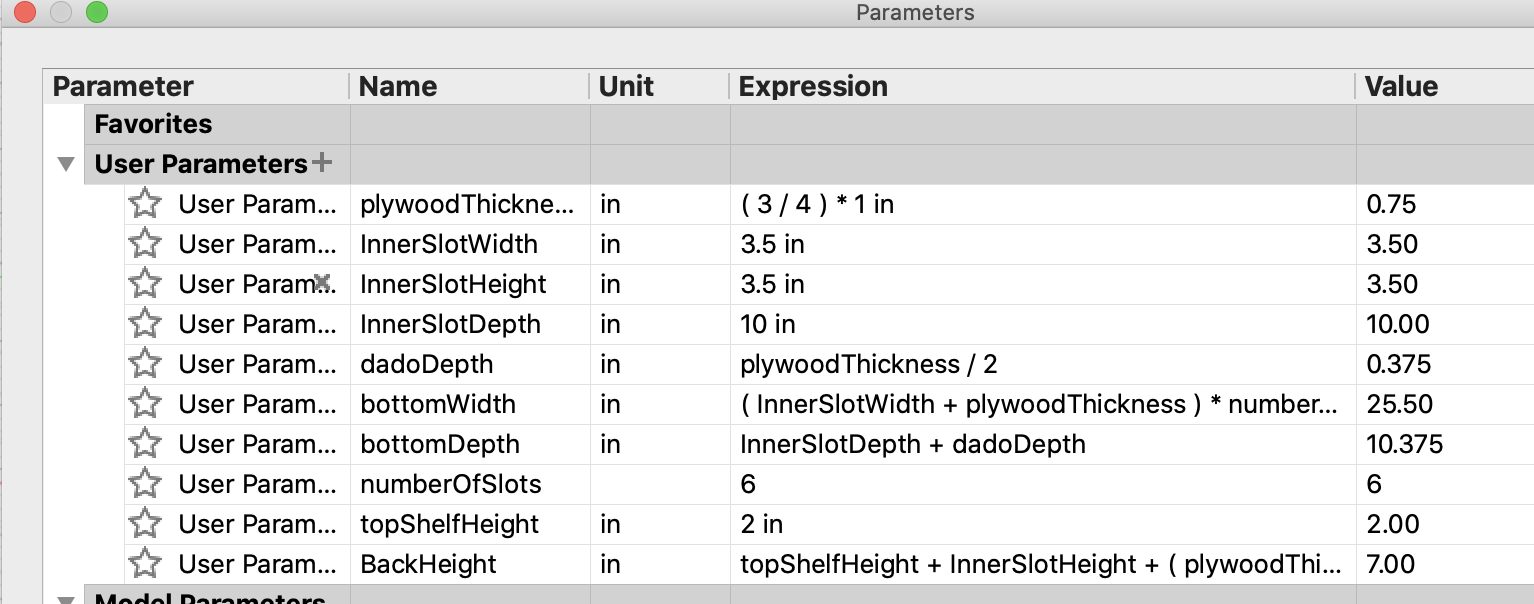 Parameters
Parameter Name Unit Expression Value
Favorites
User Parameters +
User Param... plywoodThickne... in ( 3 / 4 ) * 1 in 0.75
User Param... InnerSlotWidth in 3.5 in 3.50
User Param... InnerSlotHeight in 3.5 in 3.50
User Param... InnerSlotDepth in 10 in 10.00
User Param... dadoDepth in plywoodThickness / 2 0.375
User Param... bottomWidth in ( InnerSlotWidth + plywoodThickness ) * number... 25.50
User Param... bottomDepth in InnerSlotDepth + dadoDepth 10.375
User Param... numberOfSlots 6 6
User Param... topShelfHeight in 2 in 2.00
User Param... BackHeight in topShelfHeight + InnerSlotHeight + ( plywoodThi... 7.00
Model Parameters